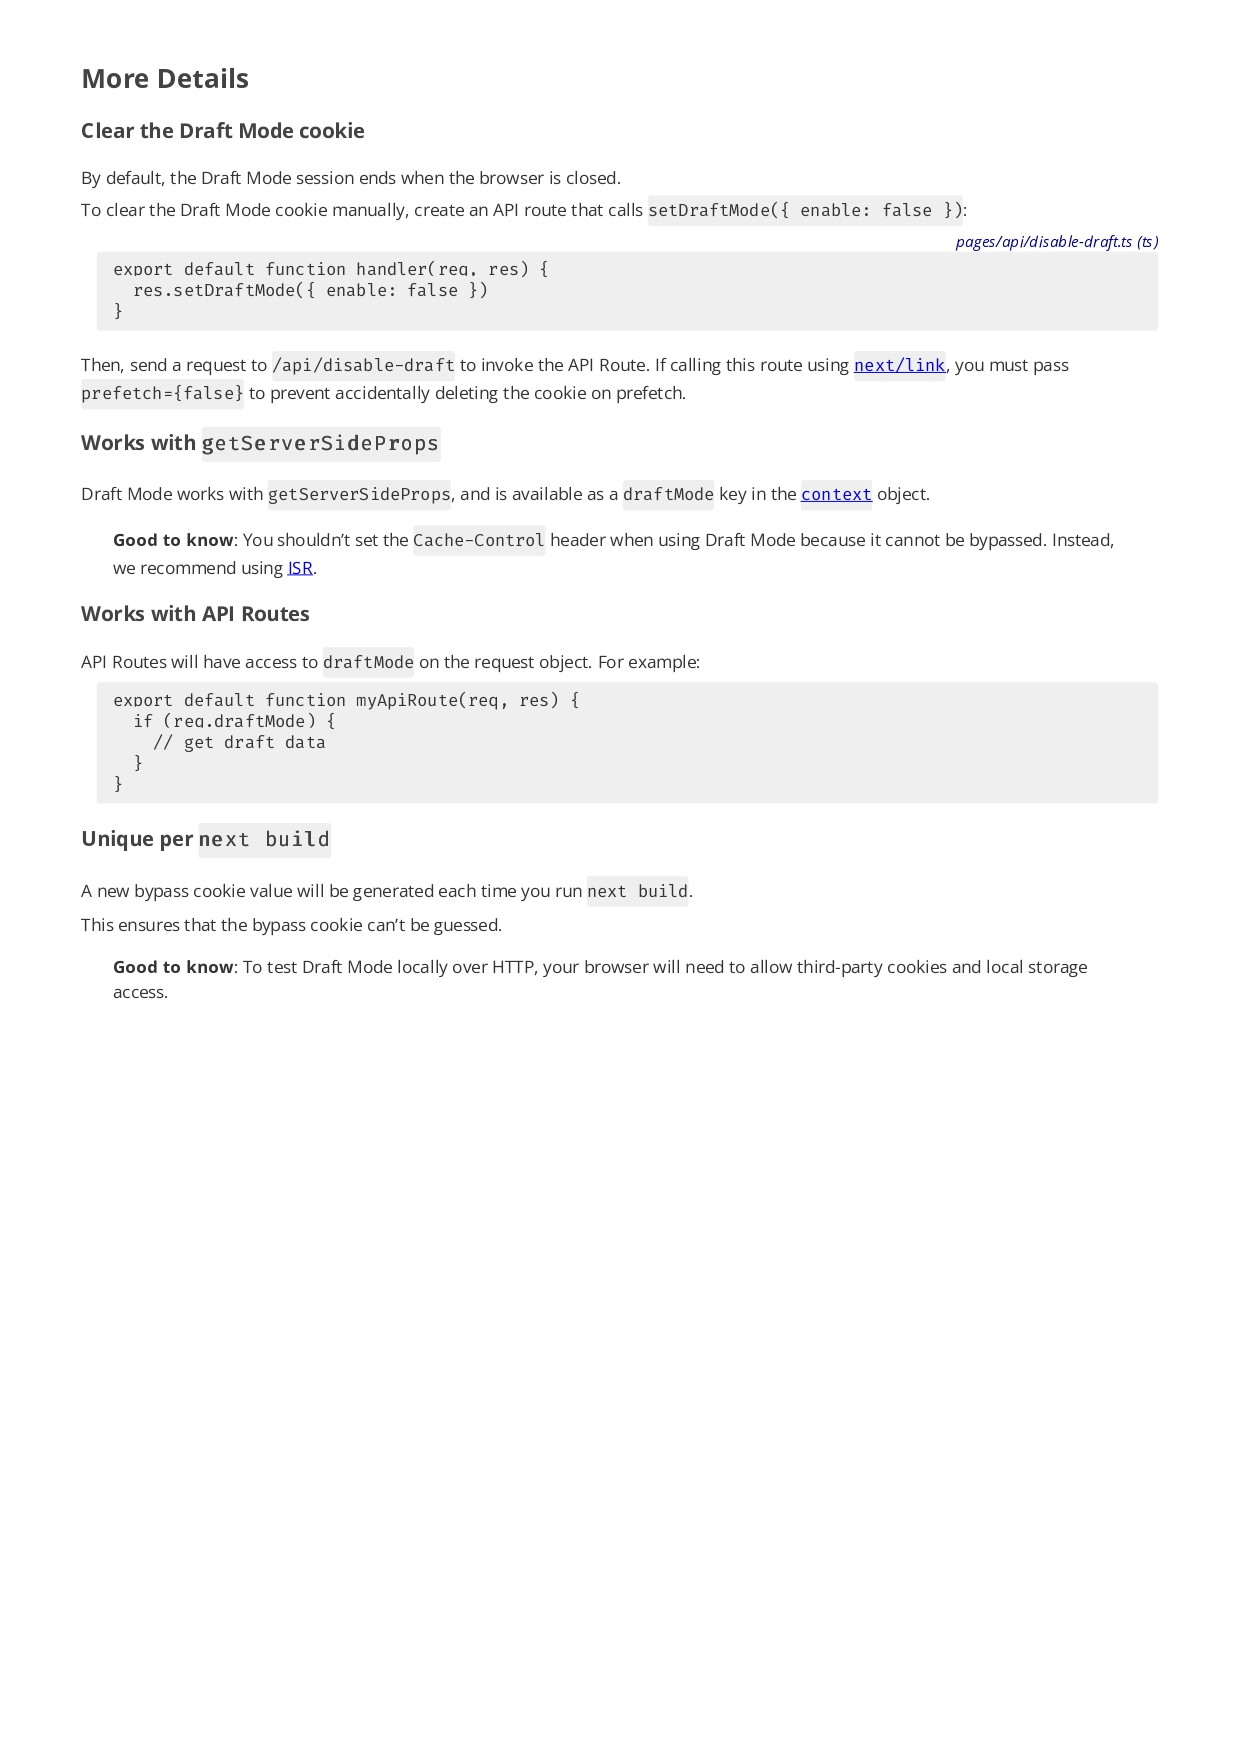 More Details
Clear the Draft Mode cookie
By default, the Draft Mode session ends when the browser is closed.
To clear the Draft Mode cookie manually, create an API route that calls setDraftMode({ enable: false }):
pages/api/disable-draft.ts (ts)
export default function handler(req, res) {
  res.setDraftMode({ enable: false })
}
Then, send a request to /api/disable-draft to invoke the API Route. If calling this route using next/link, you must pass
prefetch={false} to prevent accidentally deleting the cookie on prefetch.
Works with getServerSideProps
Draft Mode works with getServerSideProps, and is available as a draftMode key in the context object.
Good to know: You shouldn’t set the Cache-Control header when using Draft Mode because it cannot be bypassed. Instead,
we recommend using ISR.
Works with API Routes
API Routes will have access to draftMode on the request object. For example:
export default function myApiRoute(req, res) {
  if (req.draftMode) {
    // get draft data
  }
}
Unique per next build
A new bypass cookie value will be generated each time you run next build.
This ensures that the bypass cookie can’t be guessed.
Good to know: To test Draft Mode locally over HTTP, your browser will need to allow third-party cookies and local storage
access.